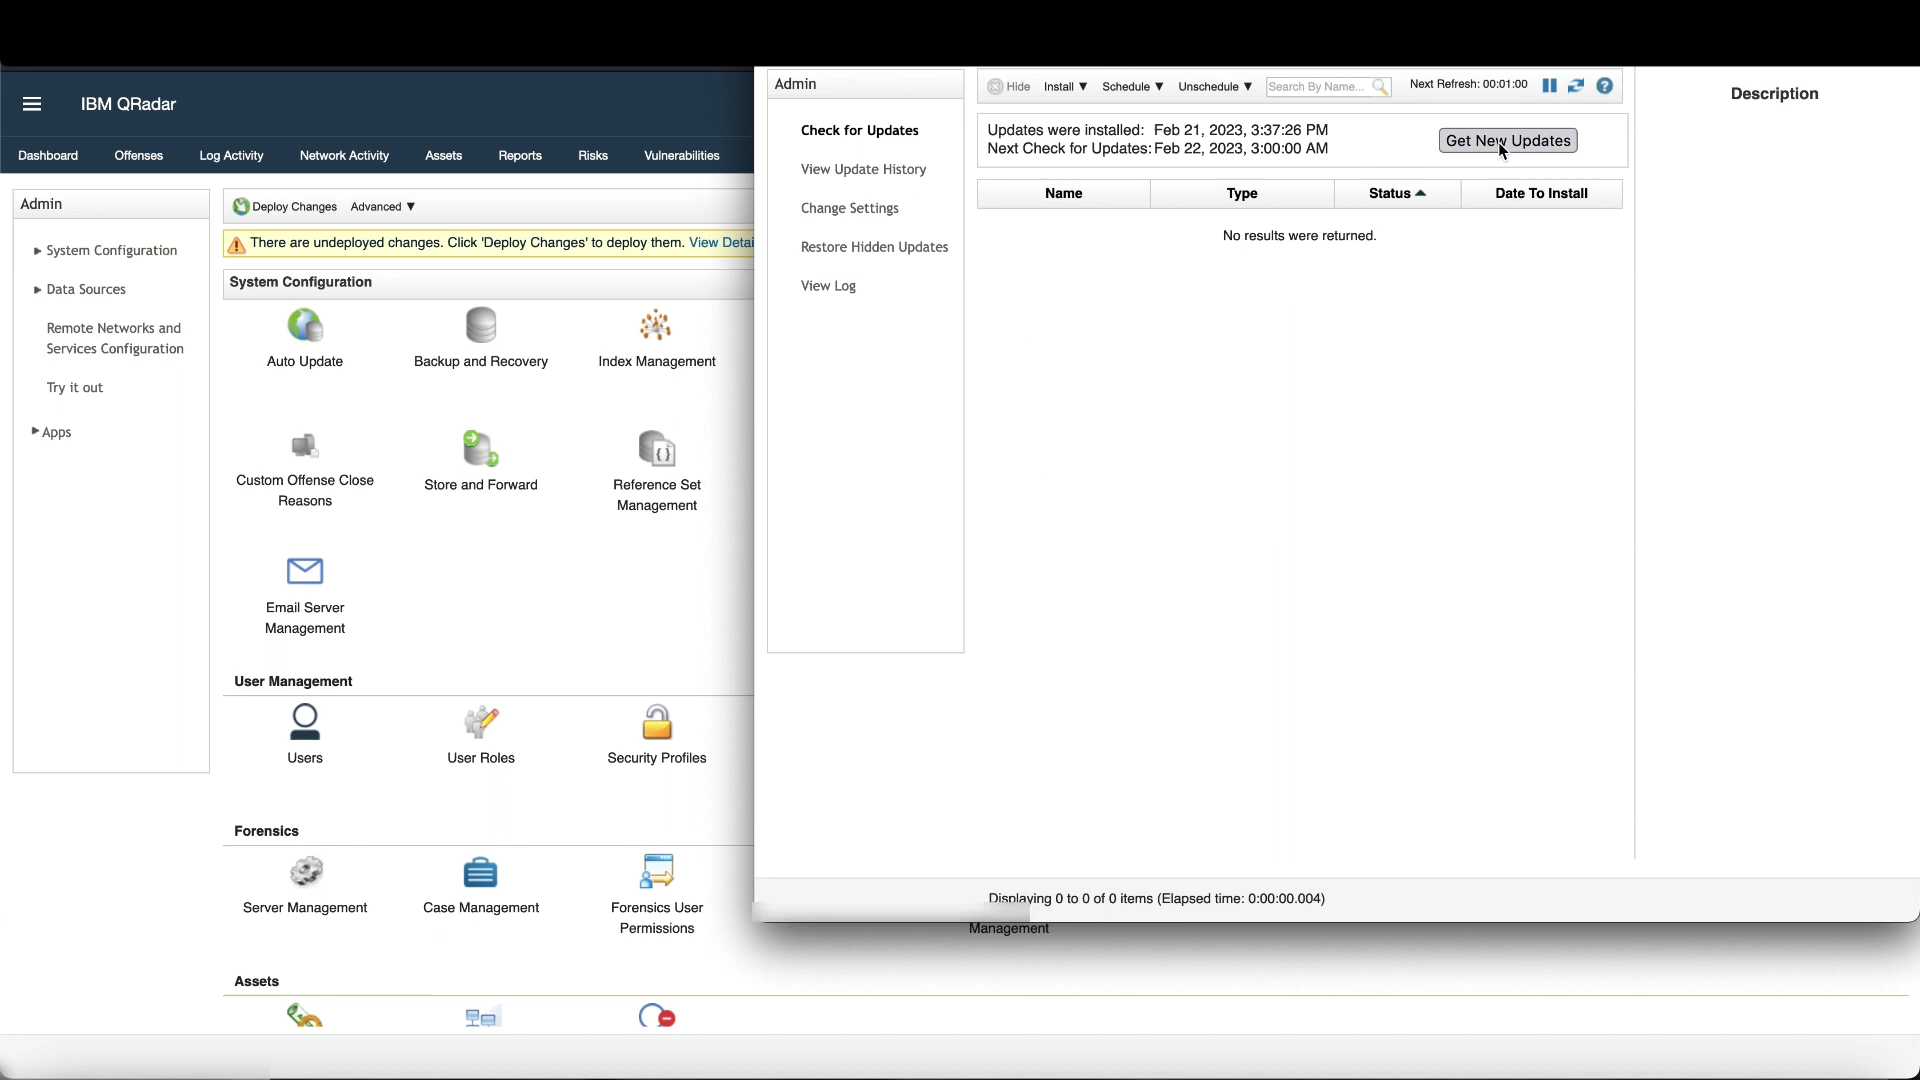 IBM QRadar
Dashboard Offenses Log Activity Network Activity Assets Reports Risks Vulnerabilities
Admin
▶ System Configuration
▶ Data Sources
Remote Networks and
Services Configuration
Try it out
▶ Apps
Deploy Changes Advanced ▼
There are undeployed changes. Click 'Deploy Changes' to deploy them. View Detai
System Configuration
Auto Update
Backup and Recovery
Index Management
Custom Offense Close
Reasons
Store and Forward
Reference Set
Management
Email Server
Management
User Management
Users
User Roles
Security Profiles
Forensics
Server Management
Case Management
Forensics User
Permissions
Management
Assets
Admin
Check for Updates
View Update History
Change Settings
Restore Hidden Updates
View Log
Hide Install ▼ Schedule ▼ Unschedule ▼ Search By Name... Next Refresh: 00:01:00
Updates were installed: Feb 21, 2023, 3:37:26 PM
Next Check for Updates: Feb 22, 2023, 3:00:00 AM
Get New Updates
Name Type Status Date To Install
No results were returned.
Displaying 0 to 0 of 0 items (Elapsed time: 0:00:00.004)
Description